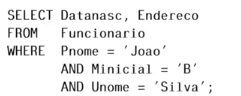 SELECT Datanasc, Endereco
FROM Funcionario
WHERE Pnome = 'Joao'
AND Minicial = 'B'
AND Unome = 'Silva';